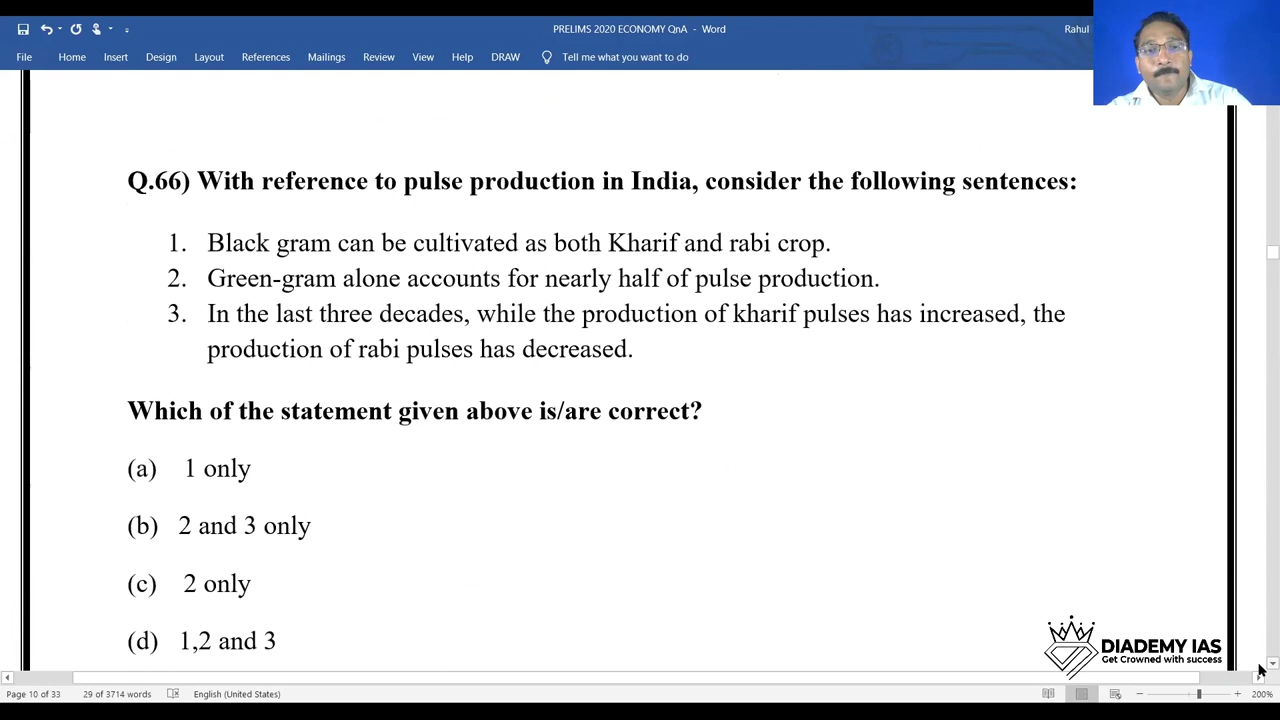 PRELIMS 2020 ECONOMY QnA - Word
Rahul
File Home Insert Design Layout References Mailings Review View Help DRAW Tell me what you want to do
Q.66) With reference to pulse production in India, consider the following sentences:
1. Black gram can be cultivated as both Kharif and rabi crop.
2. Green-gram alone accounts for nearly half of pulse production.
3. In the last three decades, while the production of kharif pulses has increased, the
production of rabi pulses has decreased.
Which of the statement given above is/are correct?
(a) 1 only
(b) 2 and 3 only
(c) 2 only
(d) 1,2 and 3
DIADEMY IAS
Get Crowned with success
Page 10 of 33 29 of 3714 words English (United States) 200%